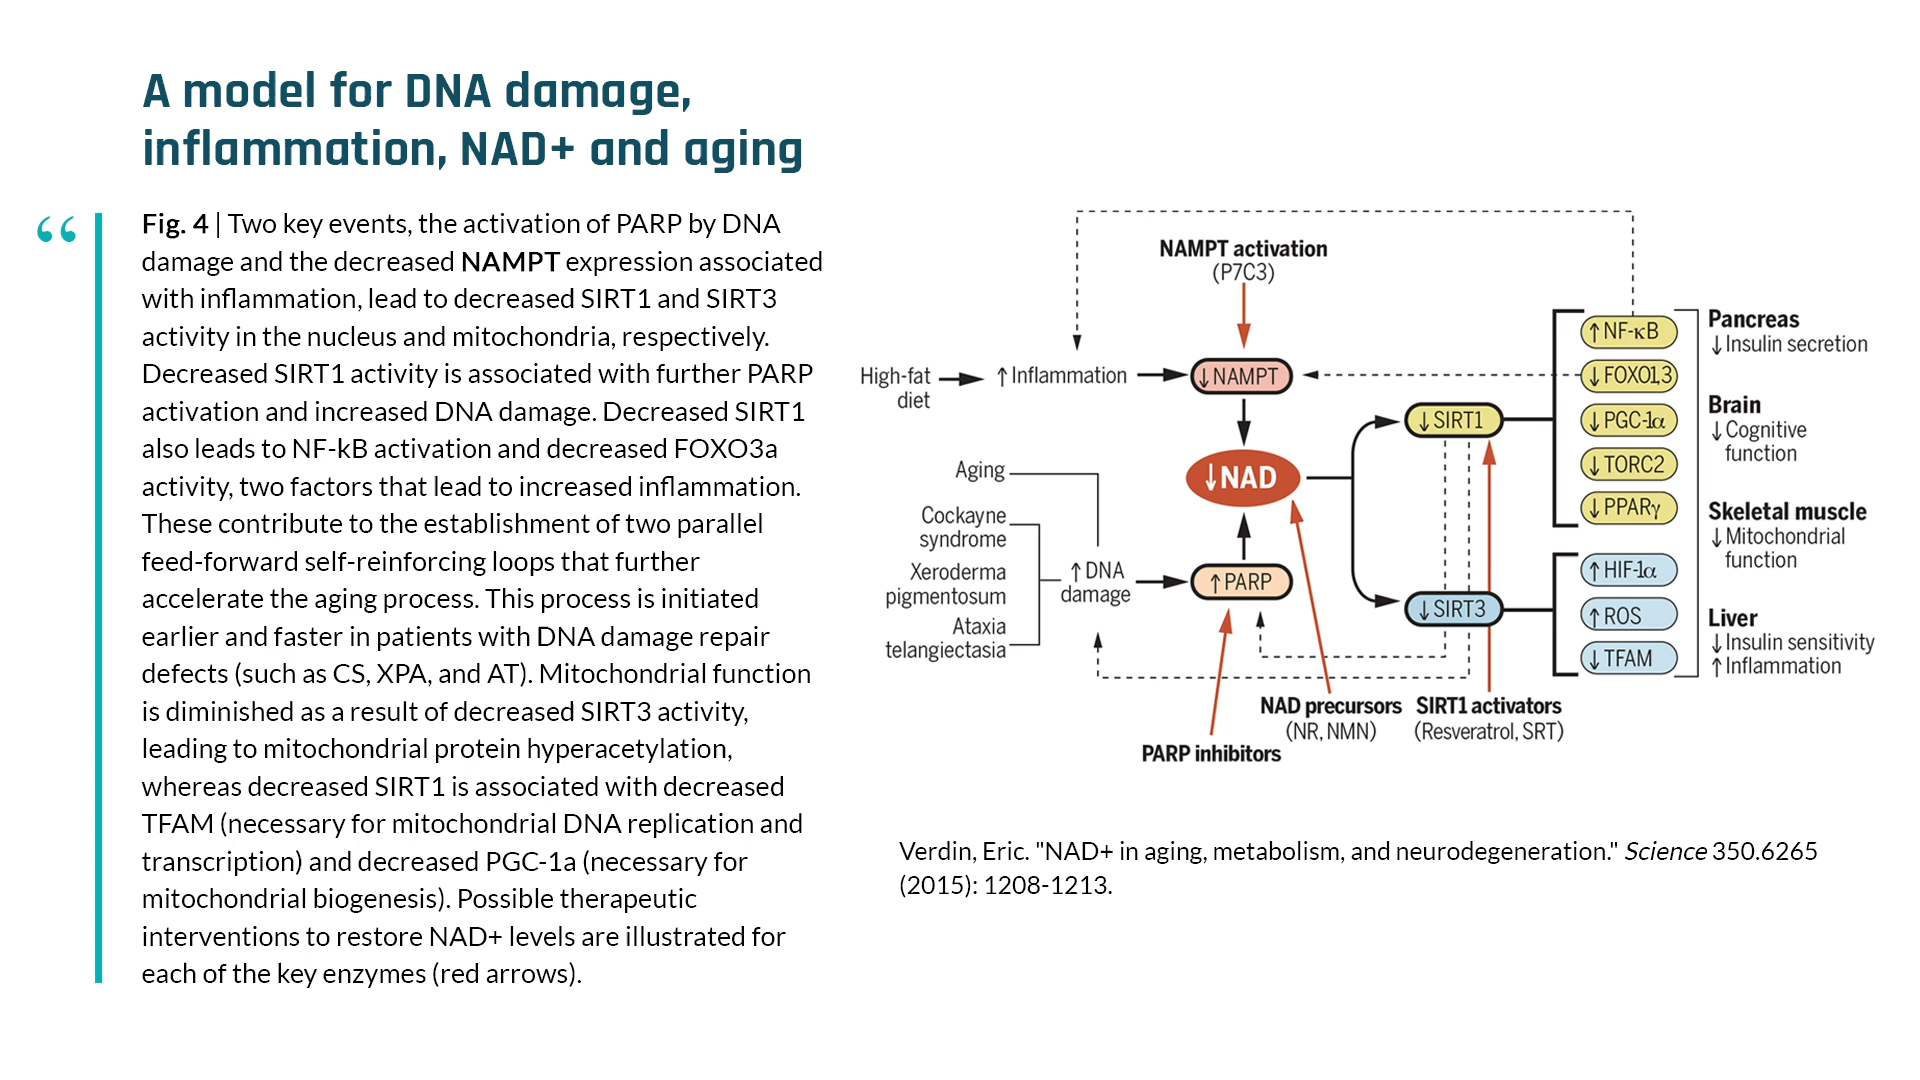 A model for DNA damage,
inflammation, NAD+ and aging
“
Fig. 4 | Two key events, the activation of PARP by DNA
damage and the decreased NAMPT expression associated
with inflammation, lead to decreased SIRT1 and SIRT3
activity in the nucleus and mitochondria, respectively.
Decreased SIRT1 activity is associated with further PARP
activation and increased DNA damage. Decreased SIRT1
also leads to NF-kB activation and decreased FOXO3a
activity, two factors that lead to increased inflammation.
These contribute to the establishment of two parallel
feed-forward self-reinforcing loops that further
accelerate the aging process. This process is initiated
earlier and faster in patients with DNA damage repair
defects (such as CS, XPA, and AT). Mitochondrial function
is diminished as a result of decreased SIRT3 activity,
leading to mitochondrial protein hyperacetylation,
whereas decreased SIRT1 is associated with decreased
TFAM (necessary for mitochondrial DNA replication and
transcription) and decreased PGC-1a (necessary for
mitochondrial biogenesis). Possible therapeutic
interventions to restore NAD+ levels are illustrated for
each of the key enzymes (red arrows).
NAMPT activation
(P7C3)
High-fat
diet
↑ Inflammation
↓ NAMPT
↓NAD
Aging
Cockayne
syndrome
Xeroderma
pigmentosum
Ataxia
telangiectasia
↑ DNA
damage
↑ PARP
↓ SIRT1
↓ SIRT3
↑ NF-κB
↓ FOXO1,3
↓ PGC-1α
↓ TORC2
↓ PPARγ
↑ HIF-1α
↑ ROS
↓ TFAM
Pancreas
↓ Insulin secretion
Brain
↓ Cognitive
function
Skeletal muscle
↓ Mitochondrial
function
Liver
↓ Insulin sensitivity
↑ Inflammation
NAD precursors
(NR, NMN)
SIRT1 activators
(Resveratrol, SRT)
PARP inhibitors
Verdin, Eric. "NAD+ in aging, metabolism, and neurodegeneration." Science 350.6265
(2015): 1208-1213.